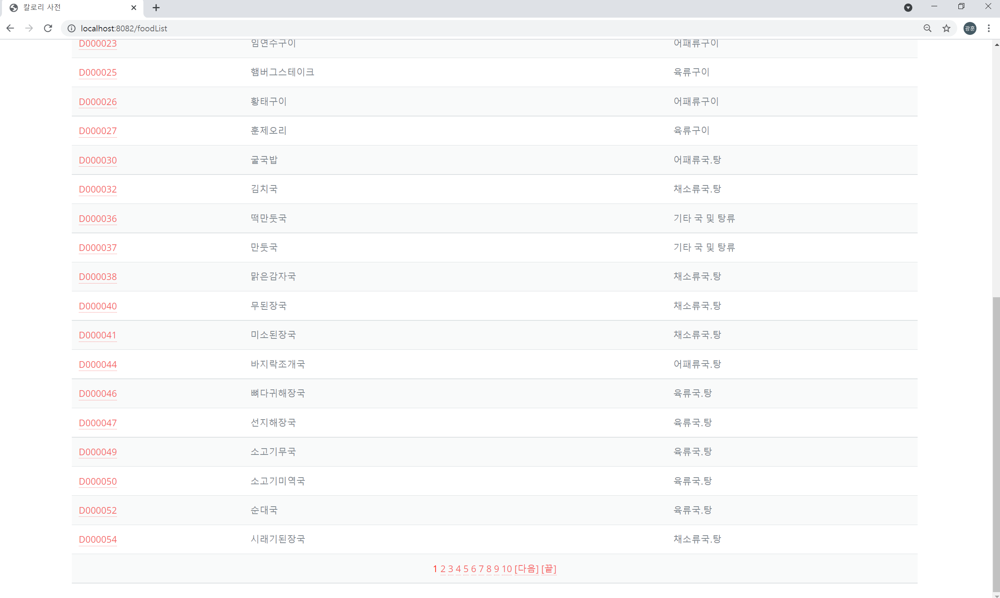 칼로리 사전
localhost:8082/foodList
광훈
D000023 임연수구이 어패류구이
D000025 햄버그스테이크 육류구이
D000026 황태구이 어패류구이
D000027 훈제오리 육류구이
D000030 굴국밥 어패류국.탕
D000032 김치국 채소류국.탕
D000036 떡만둣국 기타 국 및 탕류
D000037 만둣국 기타 국 및 탕류
D000038 맑은감자국 채소류국.탕
D000040 무된장국 채소류국.탕
D000041 미소된장국 채소류국.탕
D000044 바지락조개국 어패류국.탕
D000046 뼈다귀해장국 육류국.탕
D000047 선지해장국 육류국.탕
D000049 소고기무국 육류국.탕
D000050 소고기미역국 육류국.탕
D000052 순대국 육류국.탕
D000054 시래기된장국 채소류국.탕
1 2 3 4 5 6 7 8 9 10 [다음] [끝]